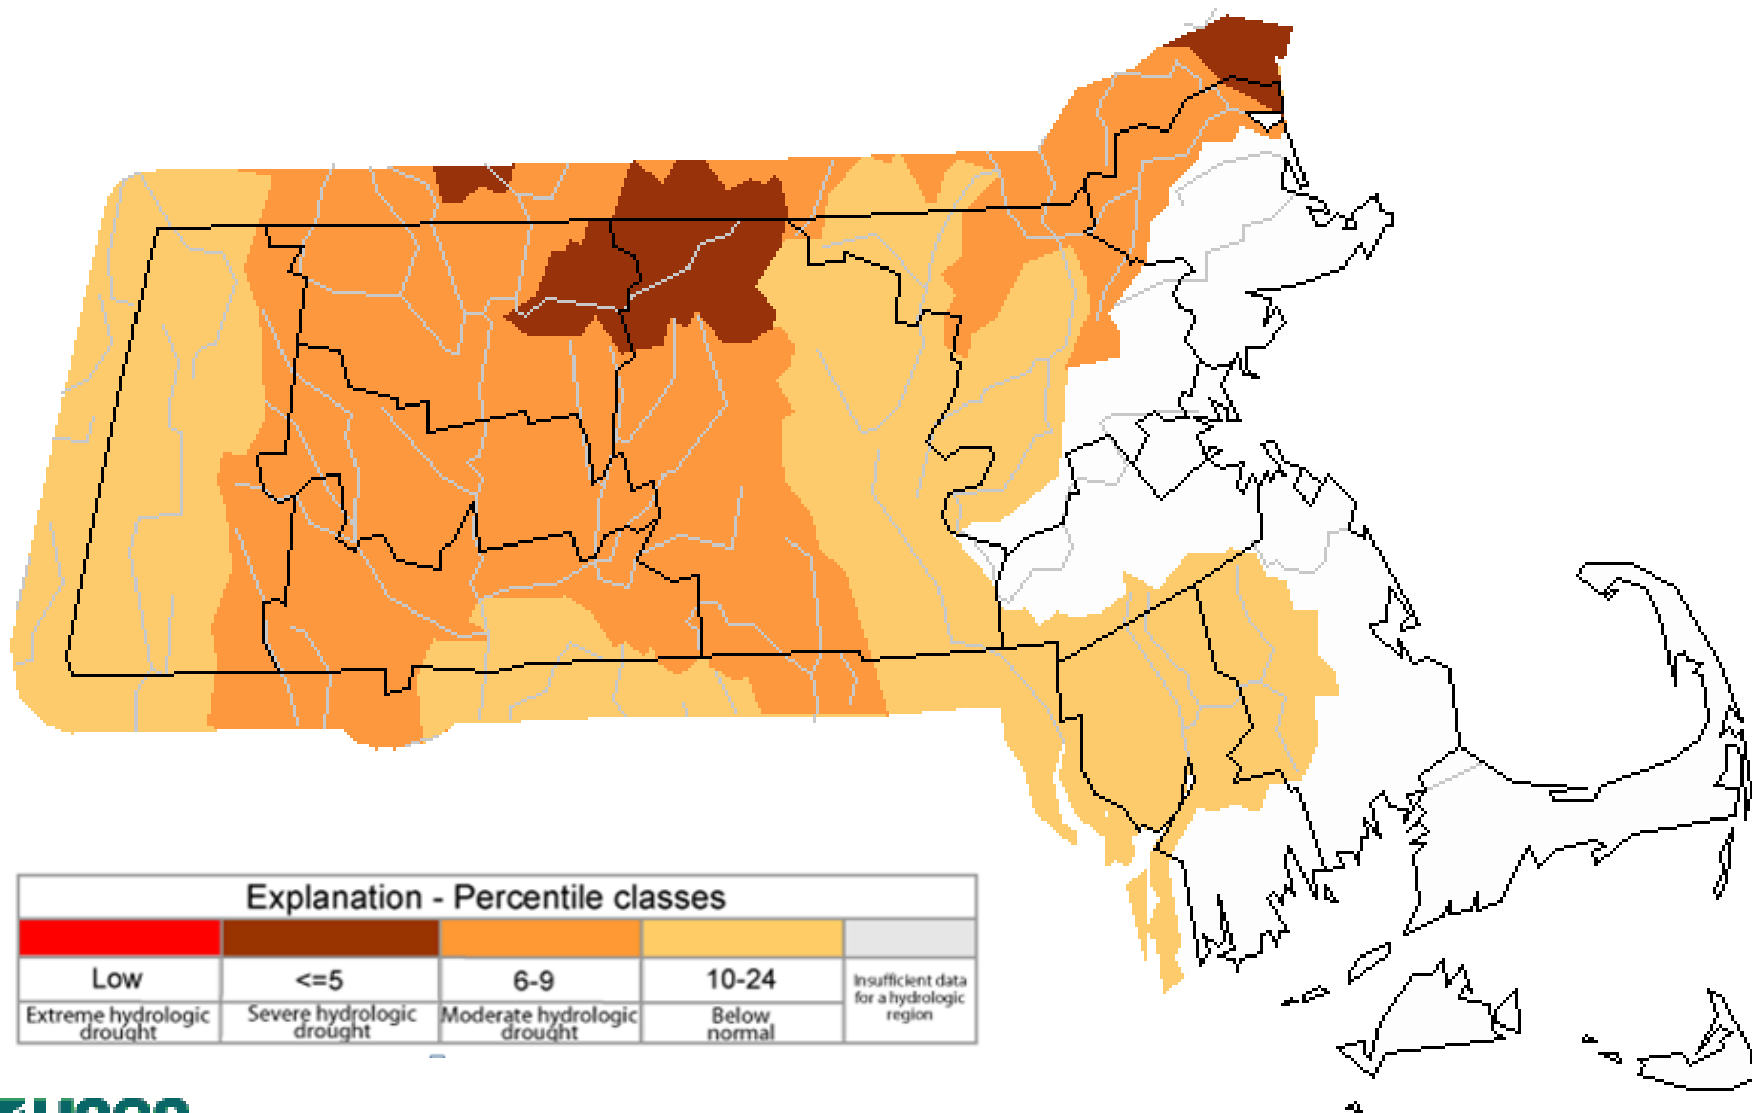 Explanation - Percentile classes
Low
<=5
6-9
10-24
Insufficient data
for a hydrologic
region
Extreme hydrologic
drought
Severe hydrologic
drought
Moderate hydrologic
drought
Below
normal
USGS